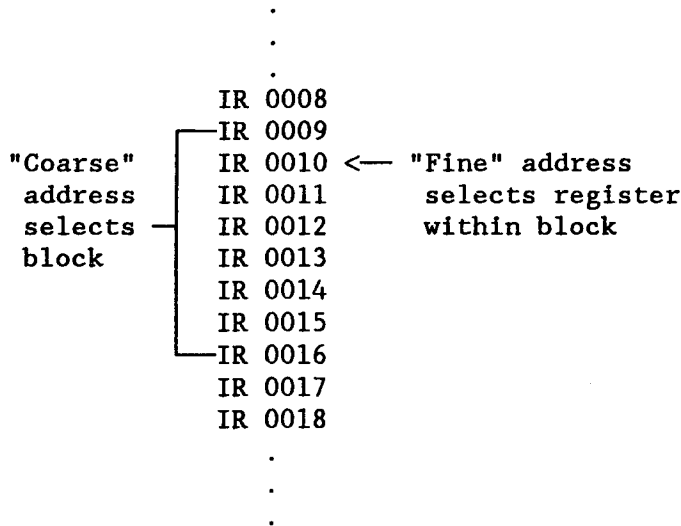 .
.
.
IR 0008
IR 0009
"Coarse" IR 0010 <— "Fine" address
address IR 0011 selects register
selects IR 0012 within block
block IR 0013
IR 0014
IR 0015
IR 0016
IR 0017
IR 0018
.
.
.